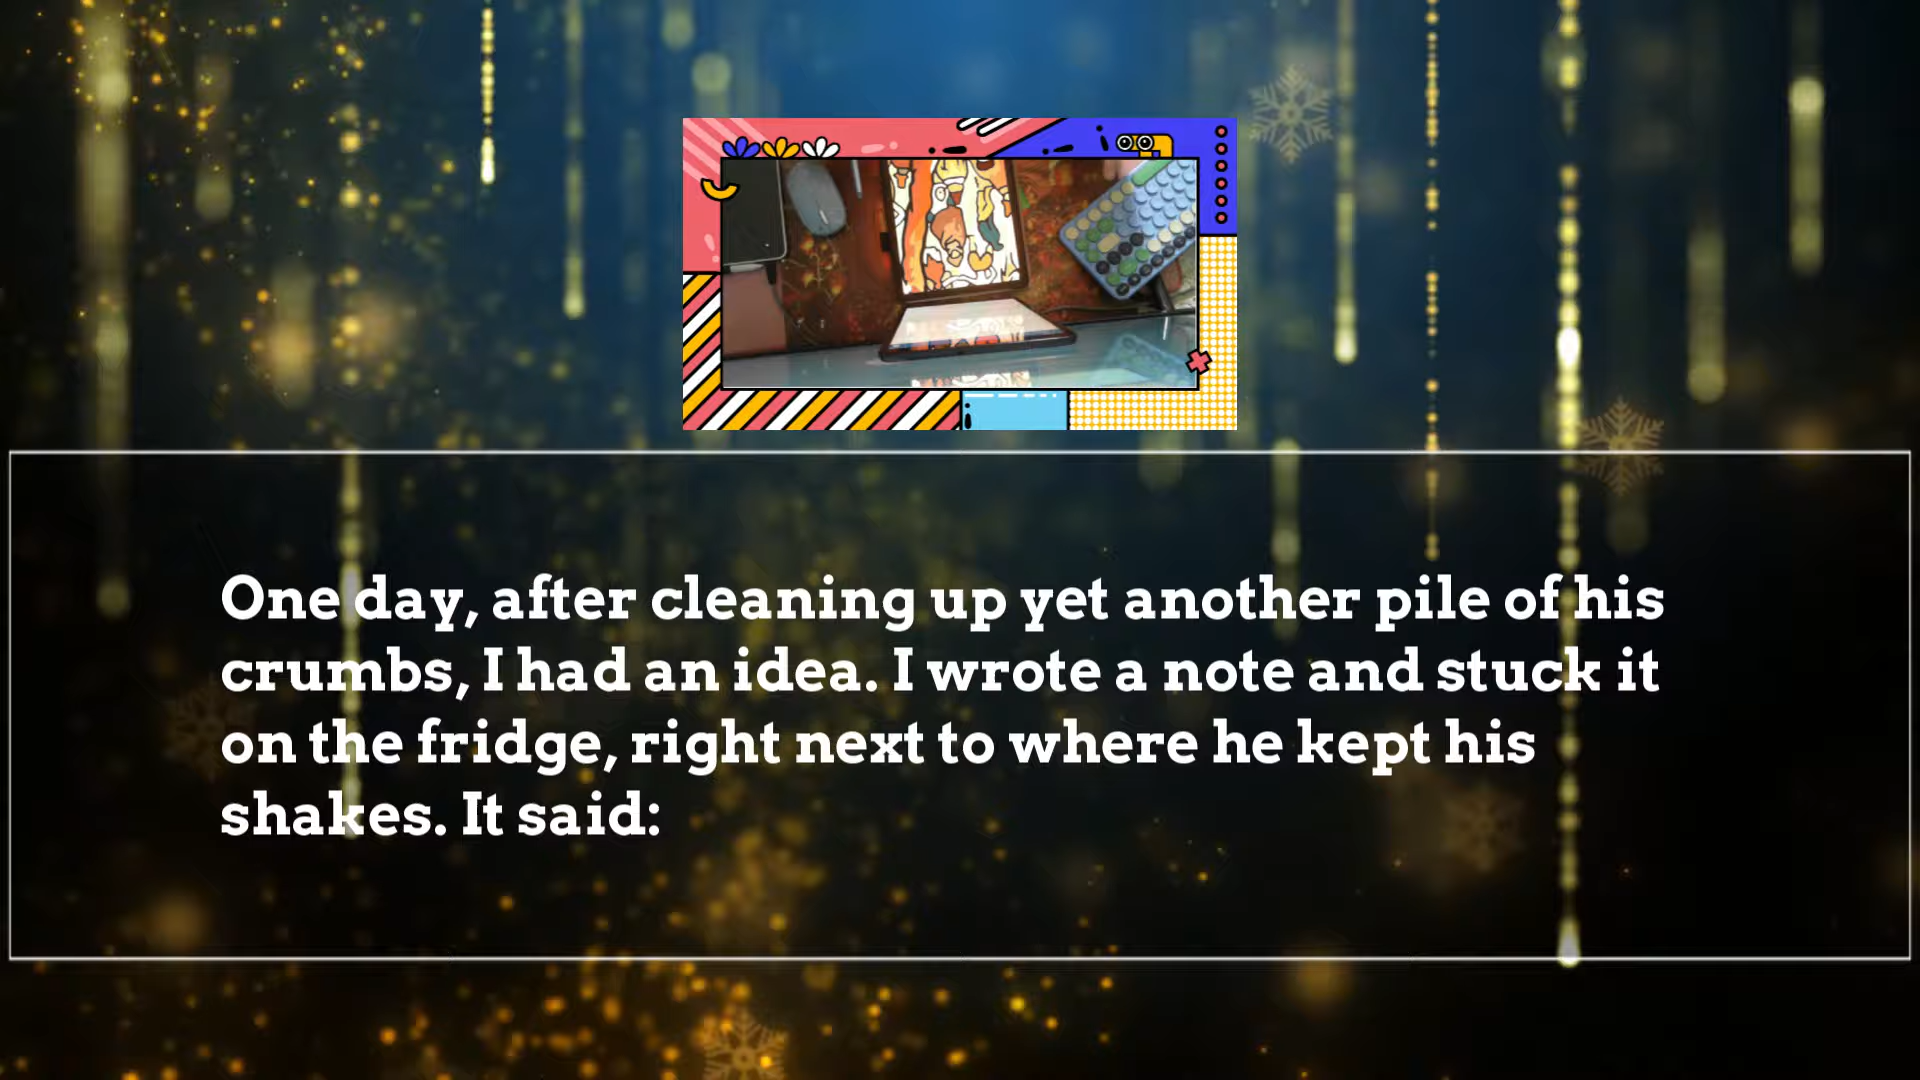 One day, after cleaning up yet another pile of his
crumbs, I had an idea. I wrote a note and stuck it
on the fridge, right next to where he kept his
shakes. It said: